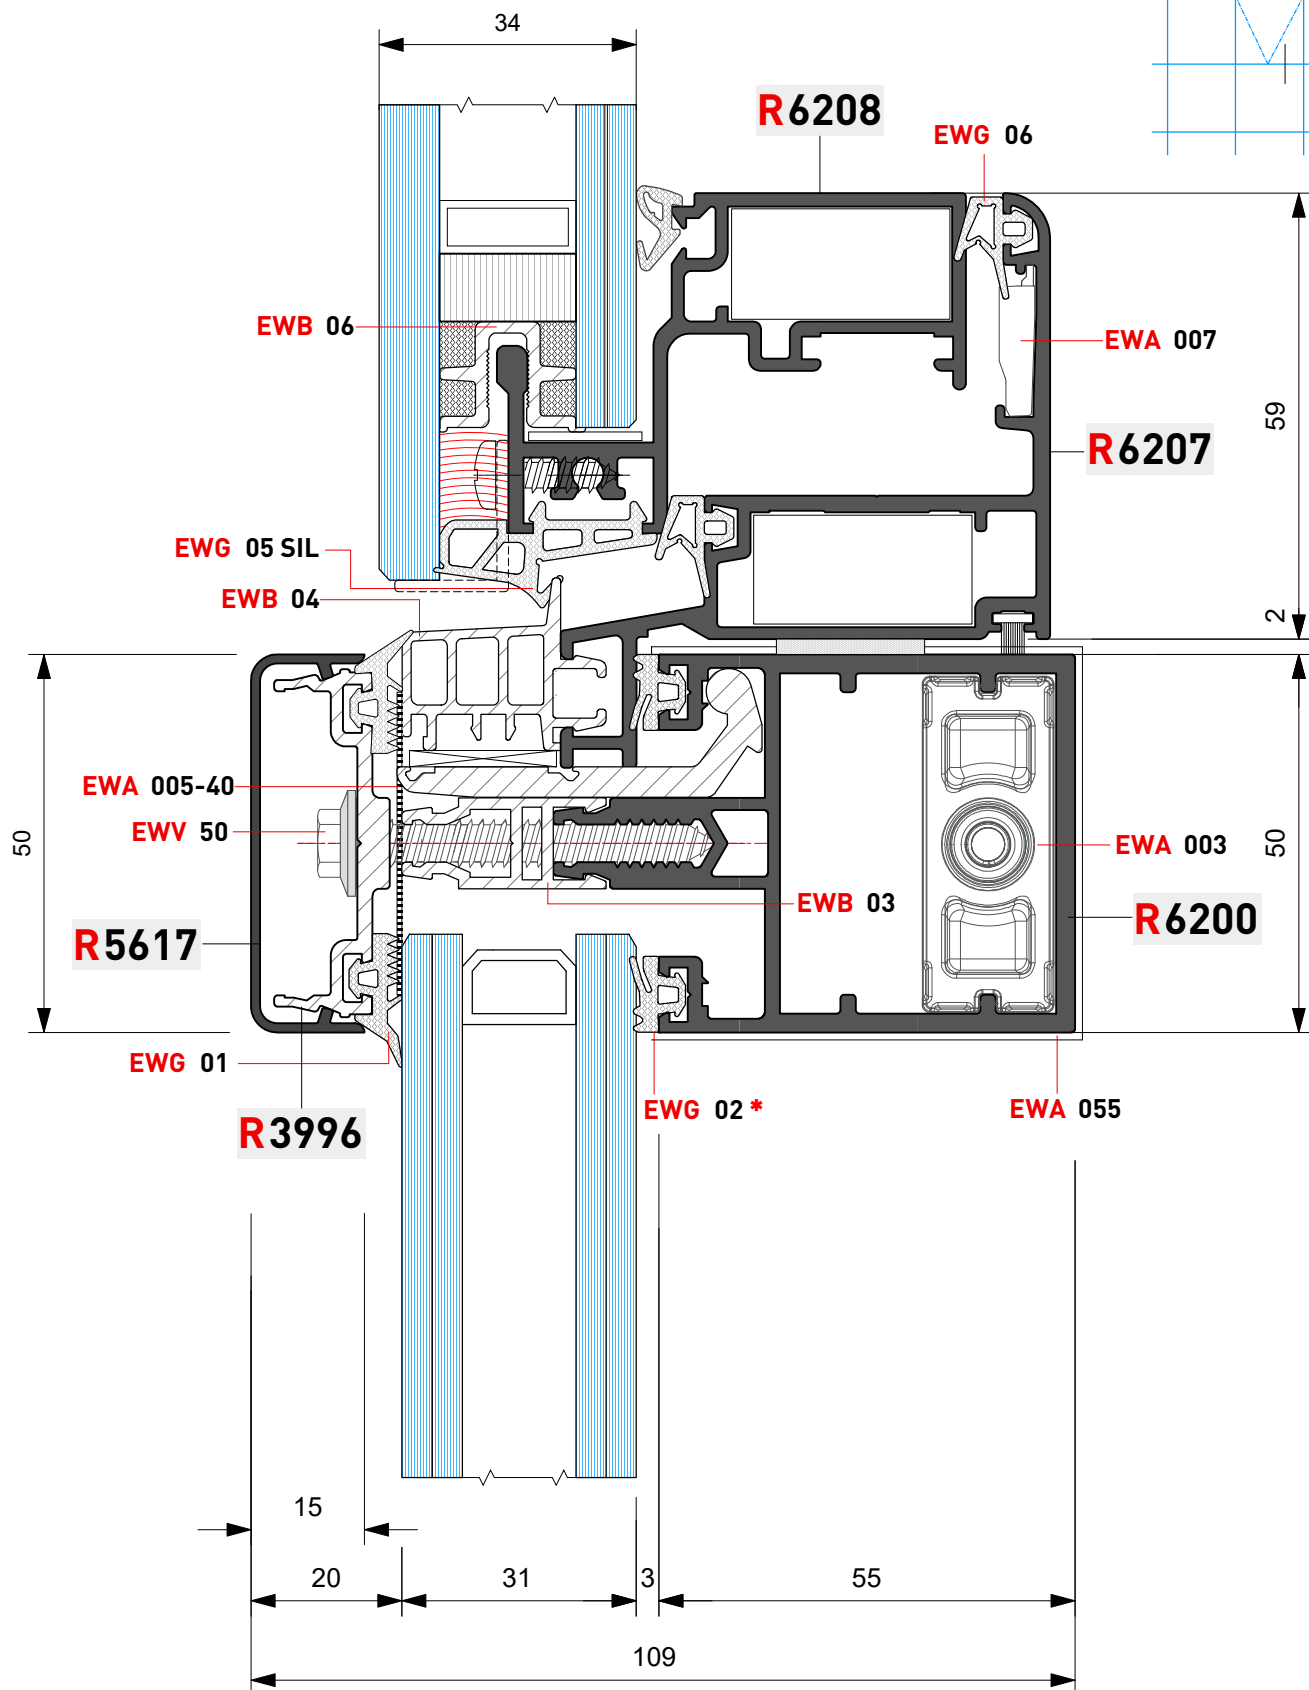 34
R6208
EWG 06
EWB 06
EWA 007
59
R6207
EWG 05 SIL
EWB 04
2
EWA 005-40
EWV 50
50
50
EWA 003
EWB 03
R6200
R5617
EWG 01
EWG 02 *
EWA 055
R3996
15
20
31
3
55
109